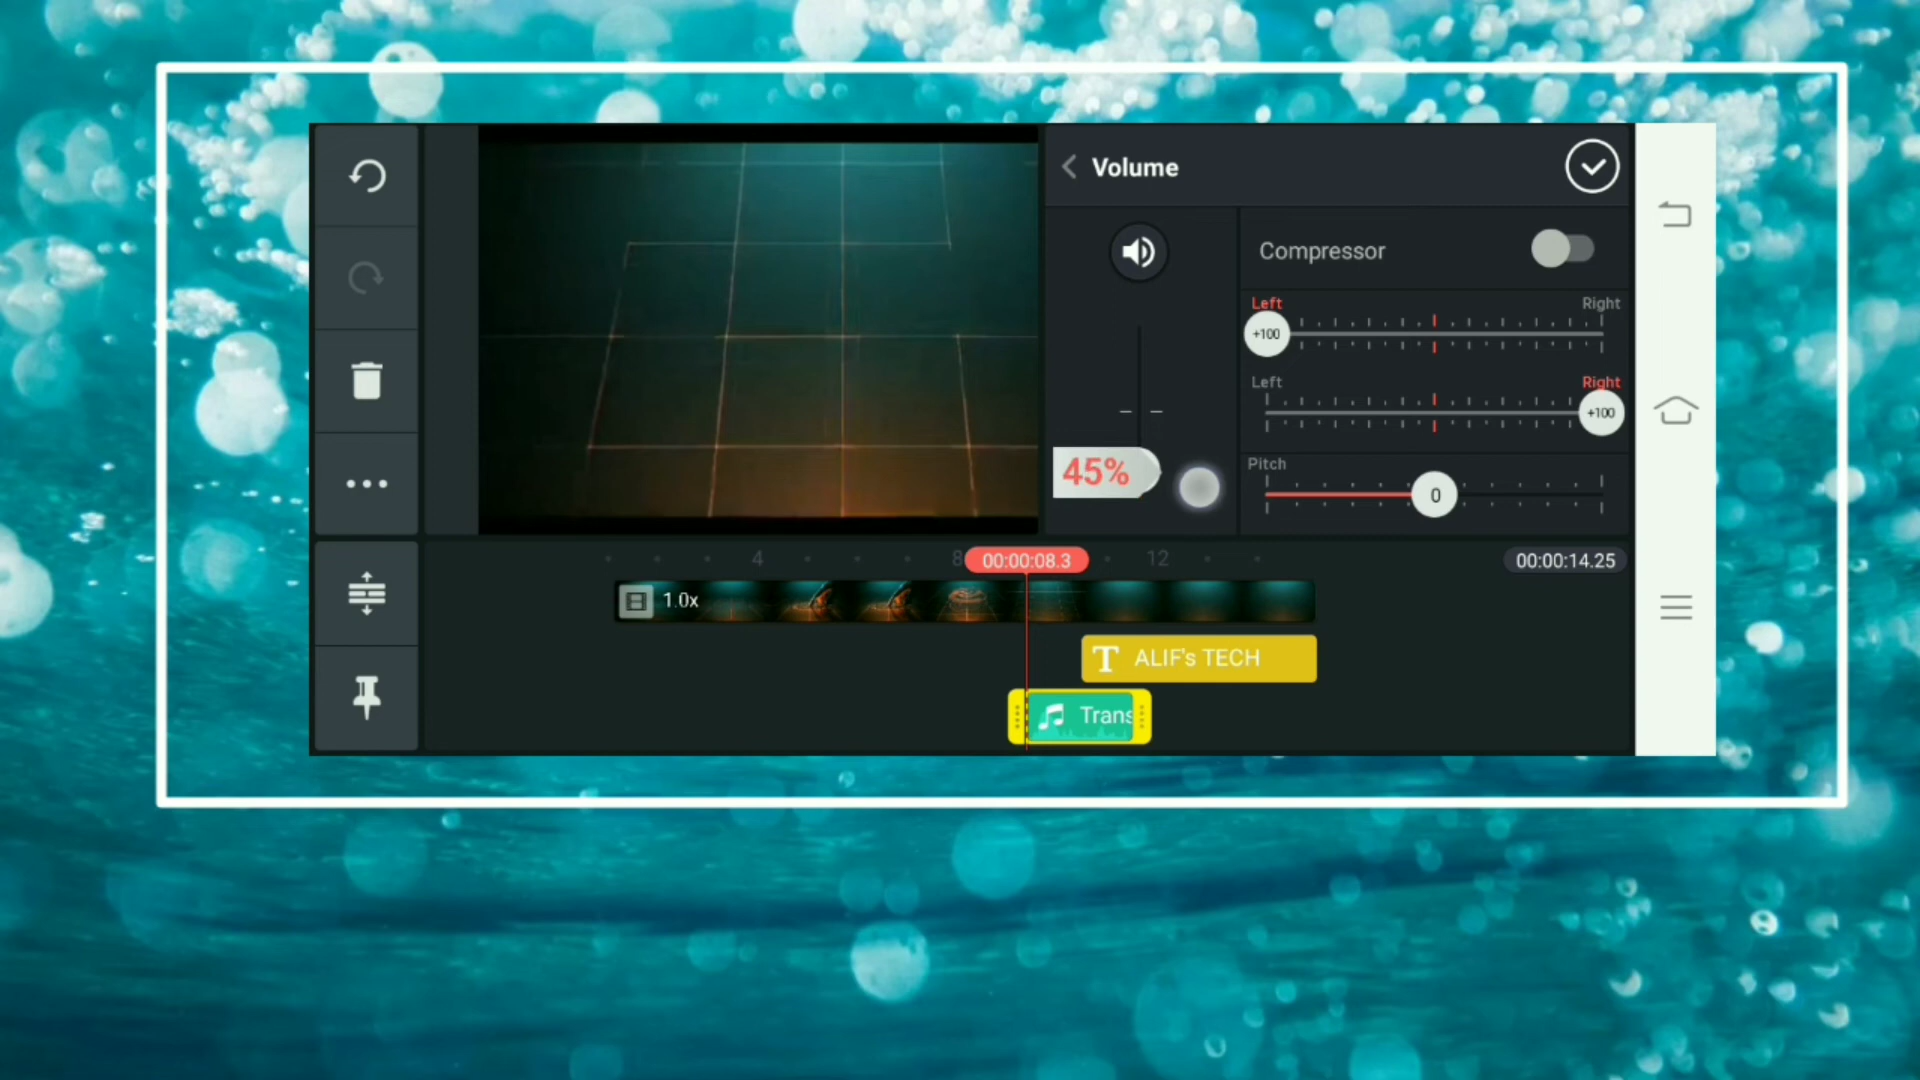 Volume
Compressor
Left Right
+100
Left Right
+100
45%
Pitch
0
4 8 00:00:08.3 12 00:00:14.25
1.0x
T ALIF's TECH
Trans